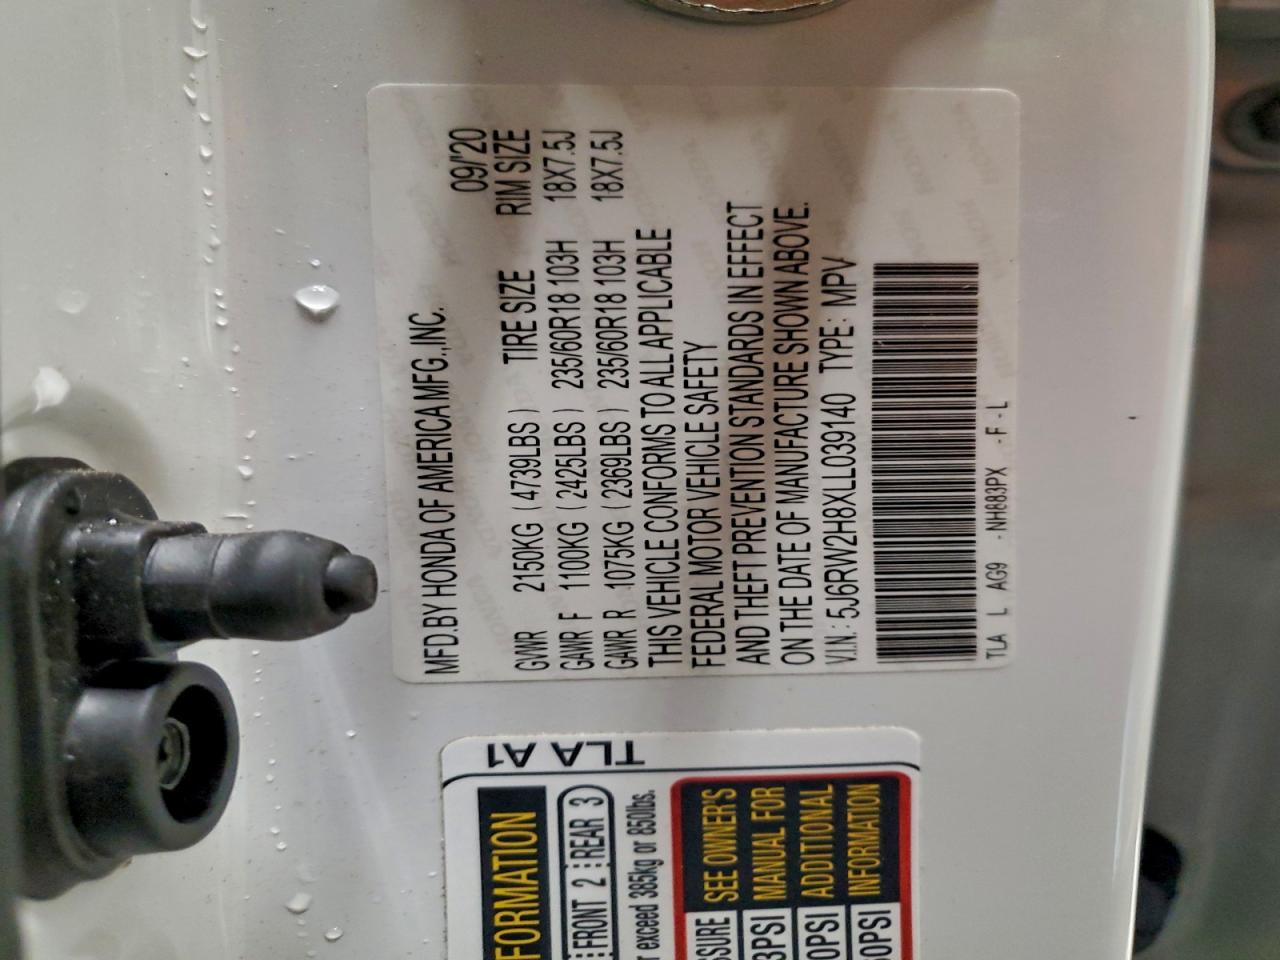 MFD.BY HONDA OF AMERICA MFG.,INC.
09/'20
GVWR 2150KG ( 4739LBS ) TIRE SIZE RIM SIZE
GAWR F 1100KG ( 2425LBS ) 235/60R18 103H 18X7.5J
GAWR R 1075KG ( 2369LBS ) 235/60R18 103H 18X7.5J
THIS VEHICLE CONFORMS TO ALL APPLICABLE
FEDERAL MOTOR VEHICLE SAFETY
AND THEFT PREVENTION STANDARDS IN EFFECT
ON THE DATE OF MANUFACTURE SHOWN ABOVE.
V.I.N.: 5J6RW2H8XLL039140 TYPE: MPV
TLA L AG9 -NH883PX -F-L
TLA A1
FORMATION
FRONT 2 REAR 3
exceed 385kg or 850lbs.
SSURE SEE OWNER'S
3PSI MANUAL FOR
0PSI ADDITIONAL
60PSI INFORMATION